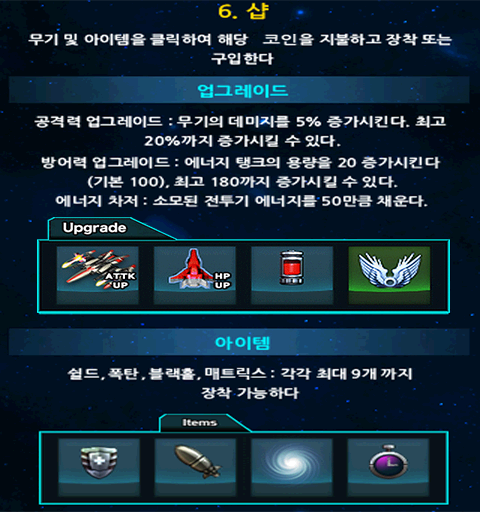 6. 샵
무기 및 아이템을 클릭하여 해당 코인을 지불하고 장착 또는
구입한다
업그레이드
공격력 업그레이드 : 무기의 데미지를 5% 증가시킨다. 최고
20%까지 증가시킬 수 있다.
방어력 업그레이드 : 에너지 탱크의 용량을 20 증가시킨다
(기본 100), 최고 180까지 증가시킬 수 있다.
에너지 차저 : 소모된 전투기 에너지를 50만큼 채운다.
Upgrade
ATTK
UP
HP
UP
아이템
쉴드, 폭탄, 블랙홀, 매트릭스 : 각각 최대 9개 까지
장착 가능하다
Items